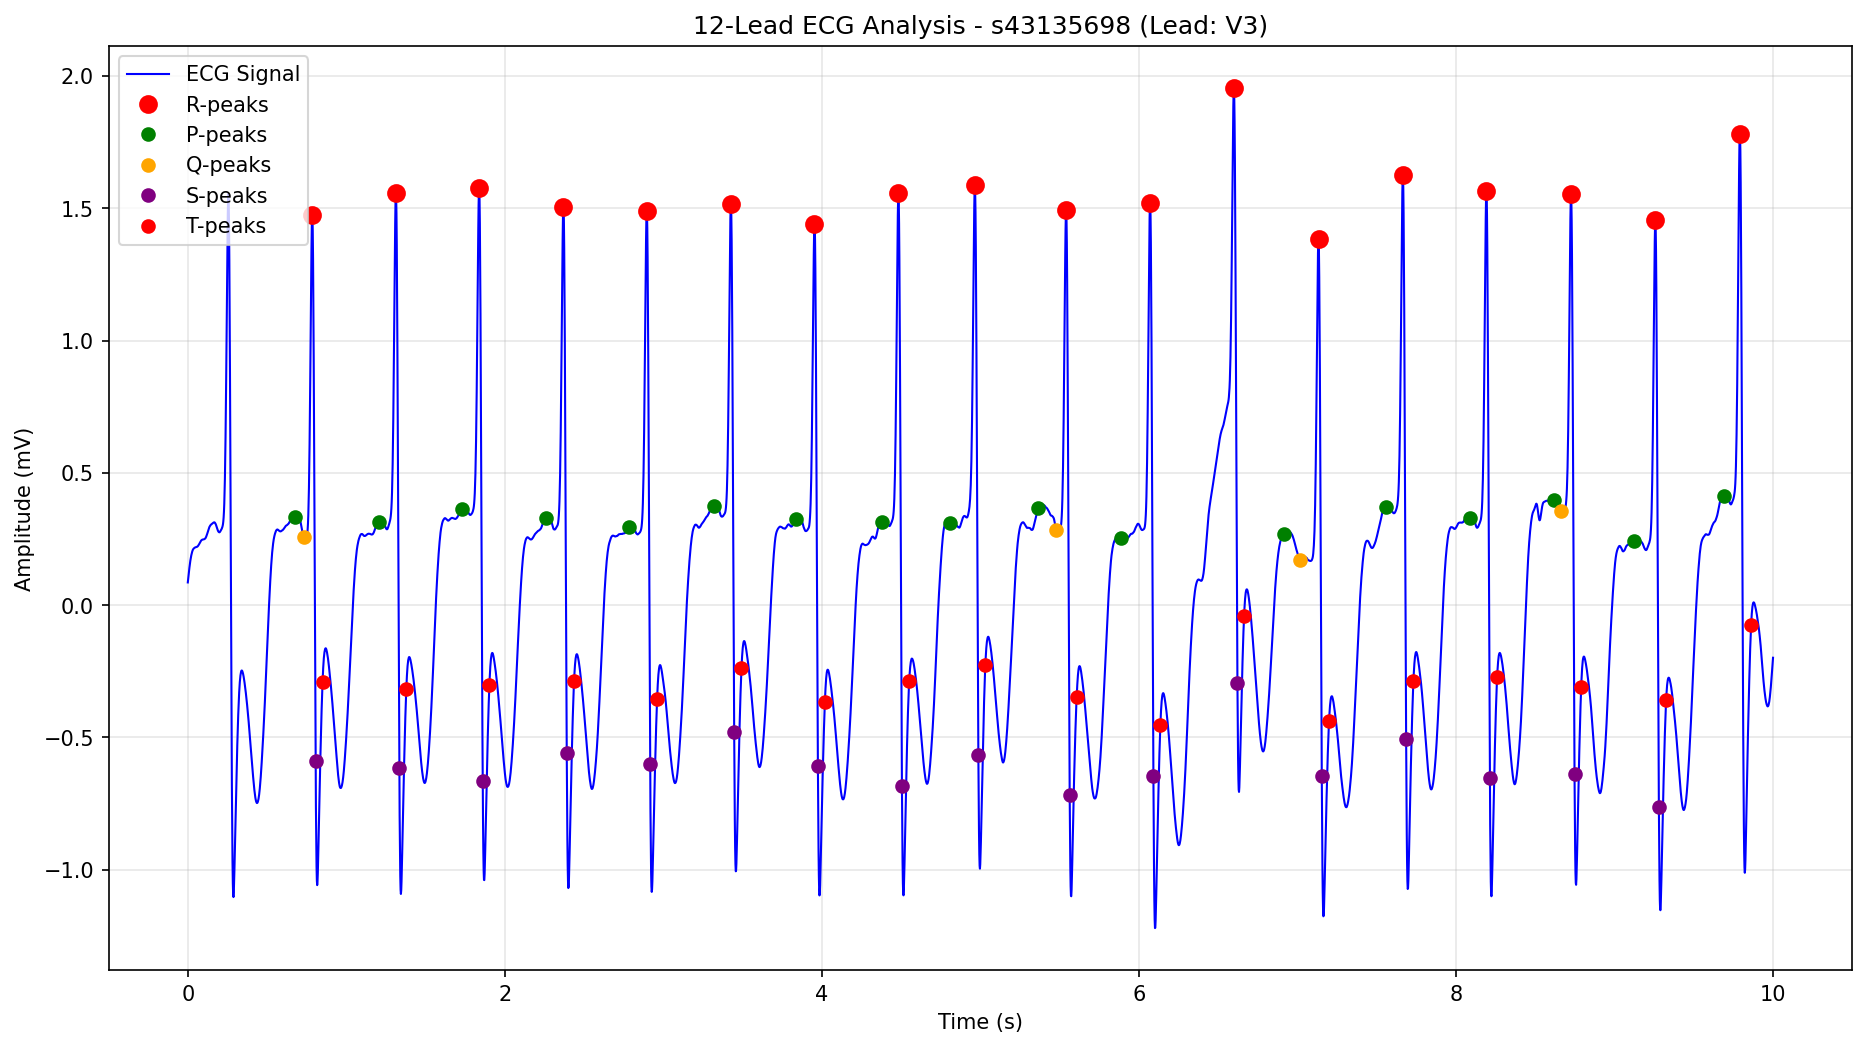 12-Lead ECG Analysis - s43135698 (Lead: V3)
ECG Signal
R-peaks
P-peaks
Q-peaks
S-peaks
T-peaks
2.0
1.5
1.0
0.5
0.0
−0.5
−1.0
Amplitude (mV)
0 2 4 6 8 10
Time (s)